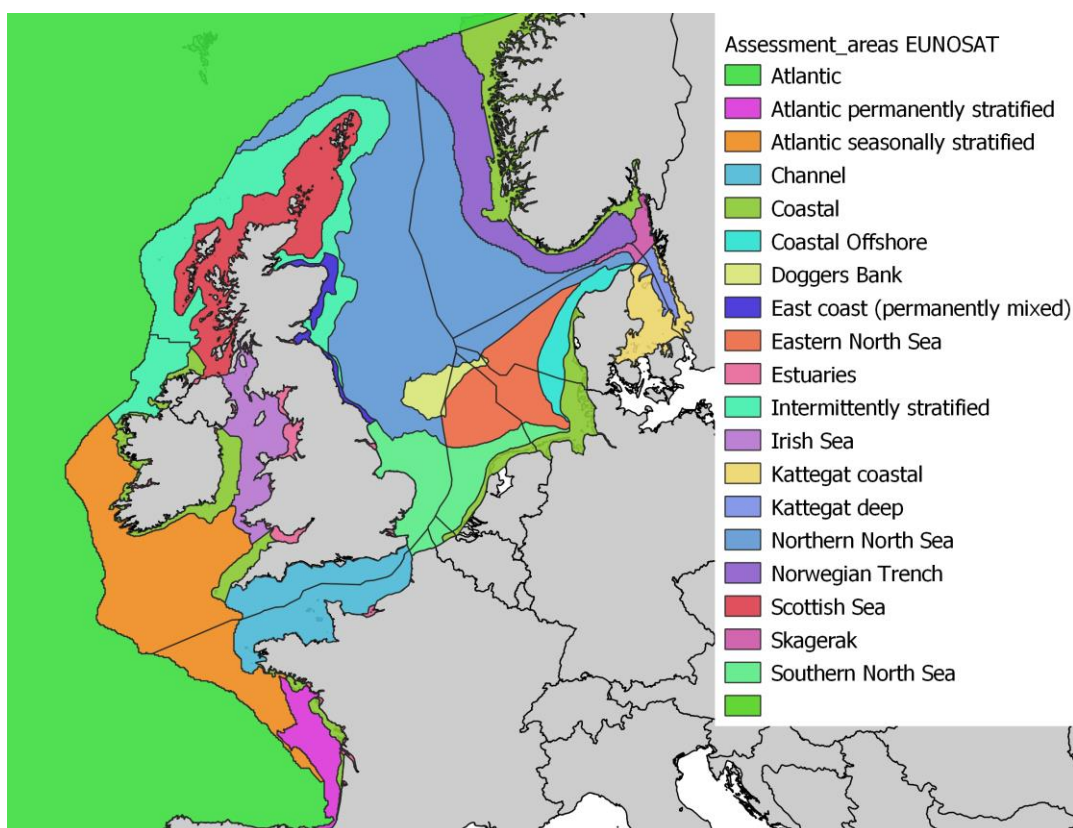 Assessment_areas EUNOSAT
Atlantic
Atlantic permanently stratified
Atlantic seasonally stratified
Channel
Coastal
Coastal Offshore
Doggers Bank
East coast (permanently mixed)
Eastern North Sea
Estuaries
Intermittently stratified
Irish Sea
Kattegat coastal
Kattegat deep
Northern North Sea
Norwegian Trench
Scottish Sea
Skagerak
Southern North Sea